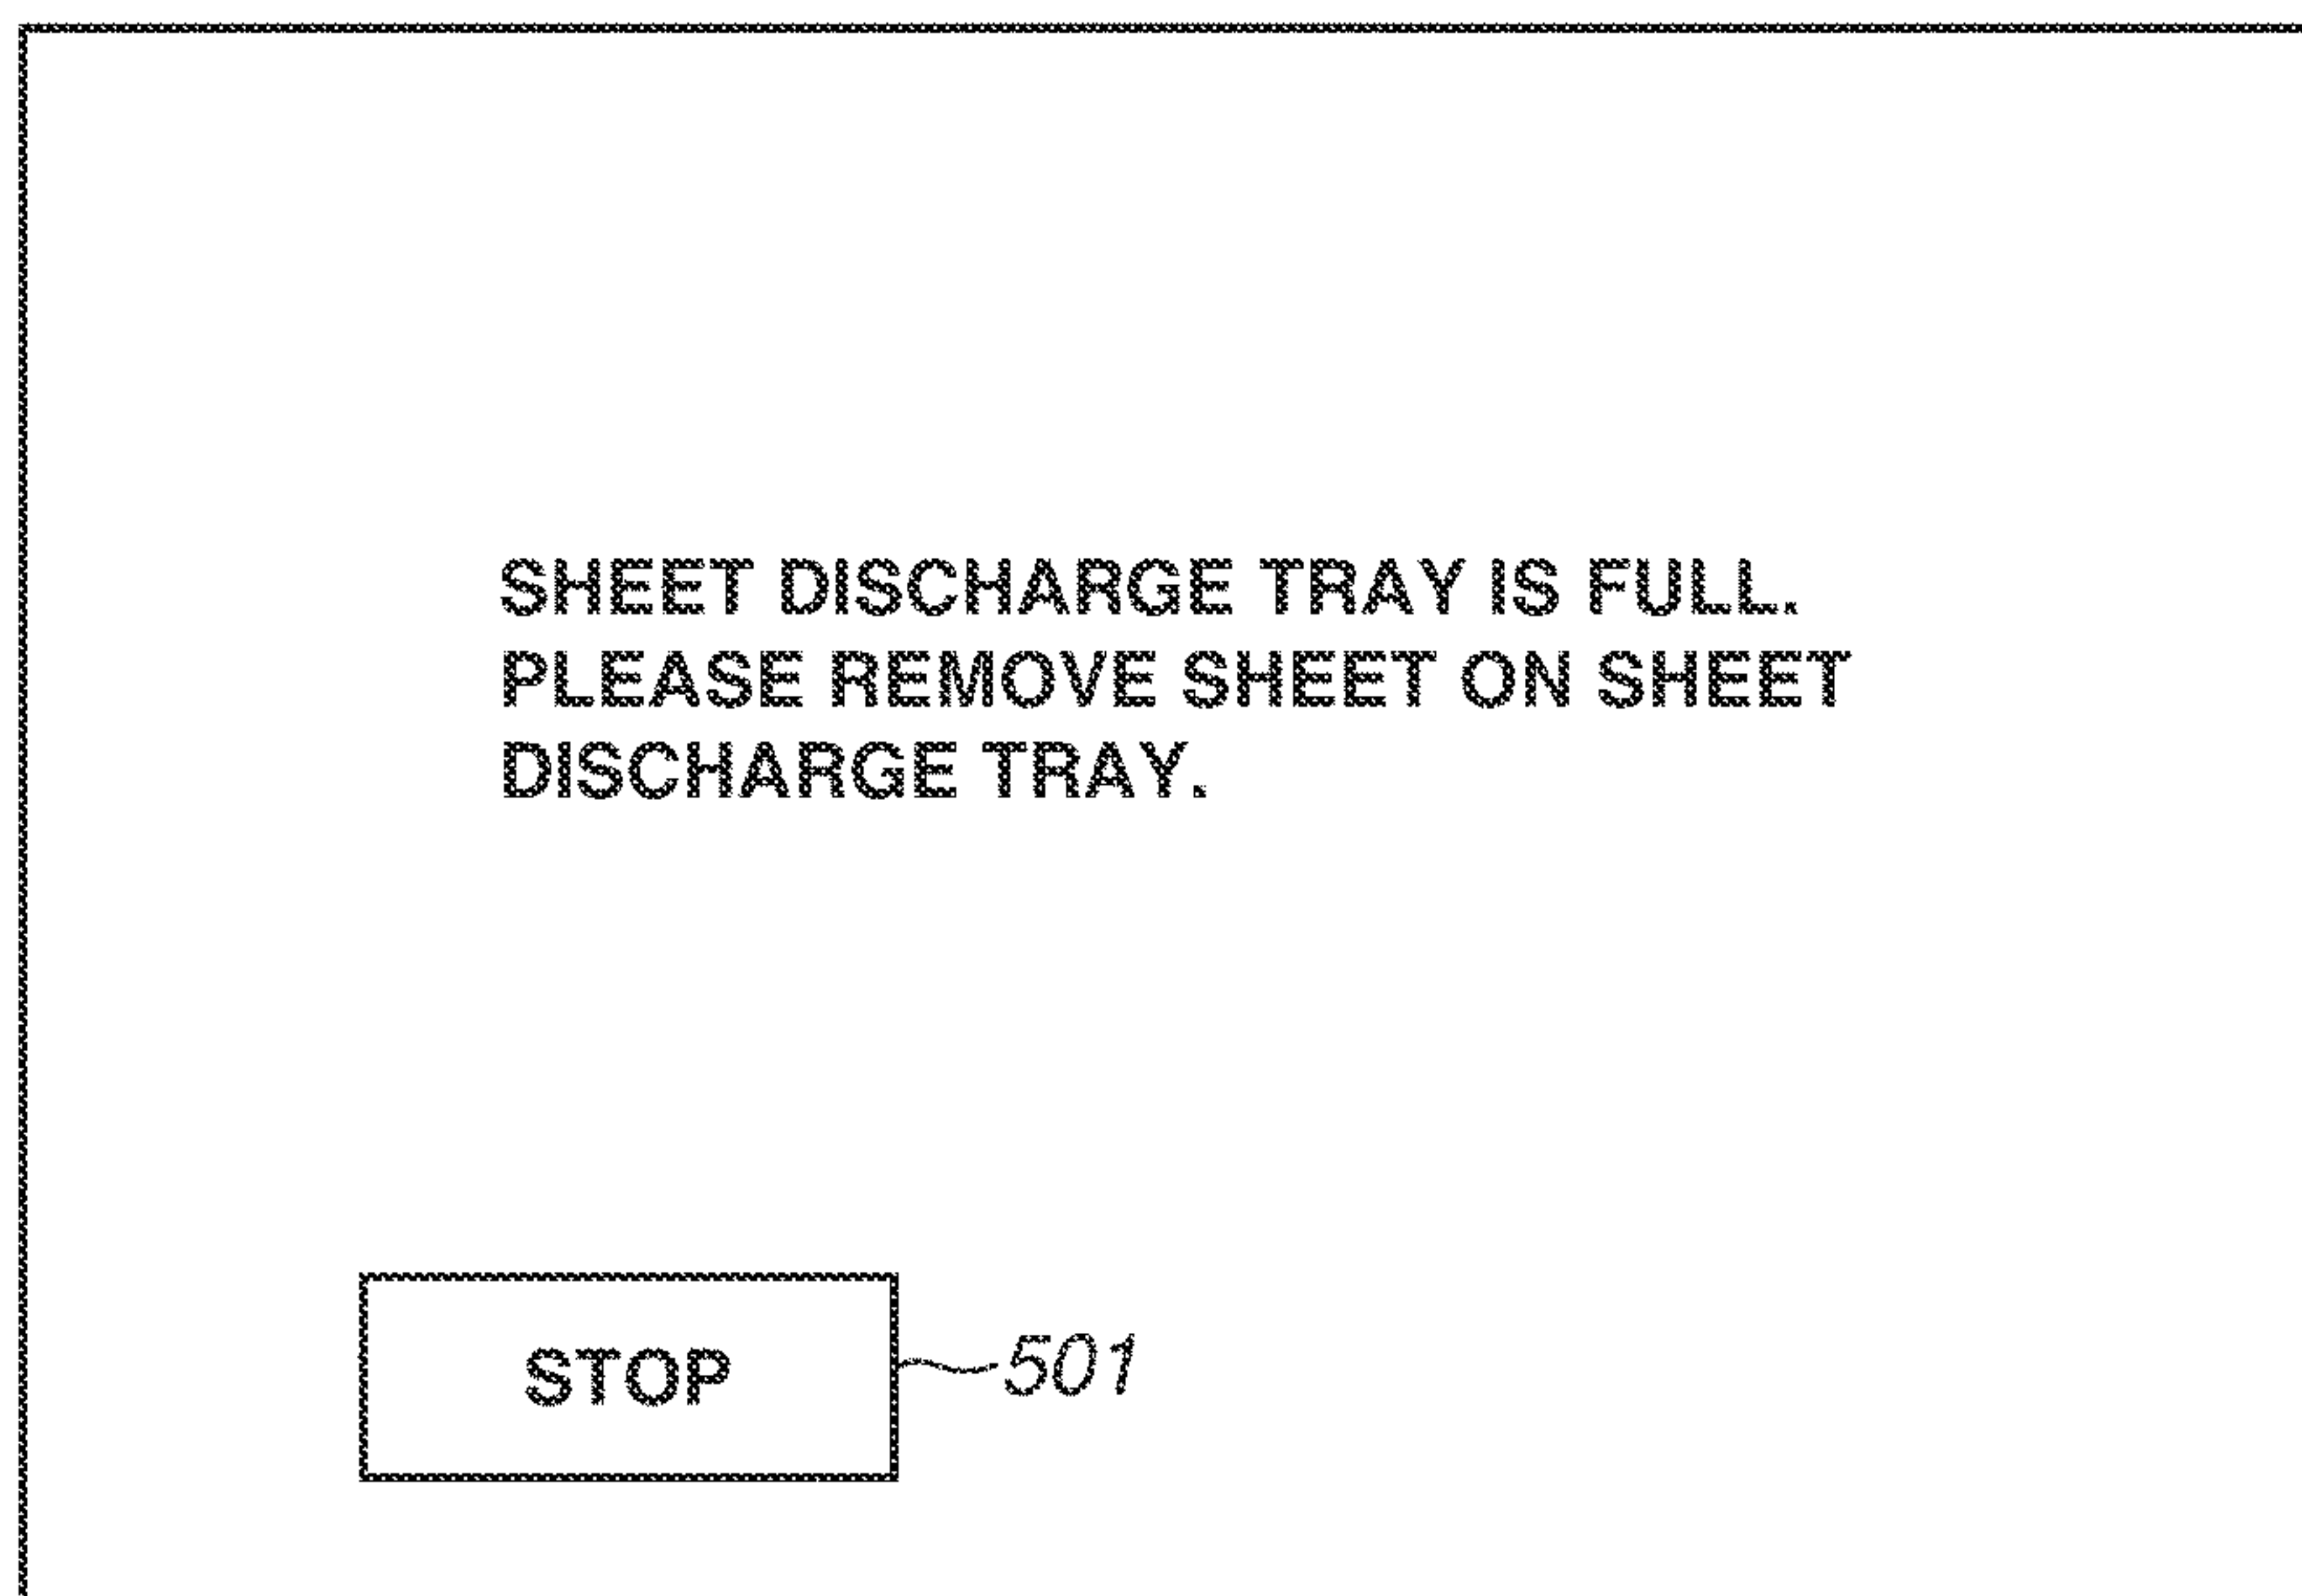 SHEET DISCHARGE TRAY IS FULL.
PLEASE REMOVE SHEET ON SHEET
DISCHARGE TRAY.
STOP
501